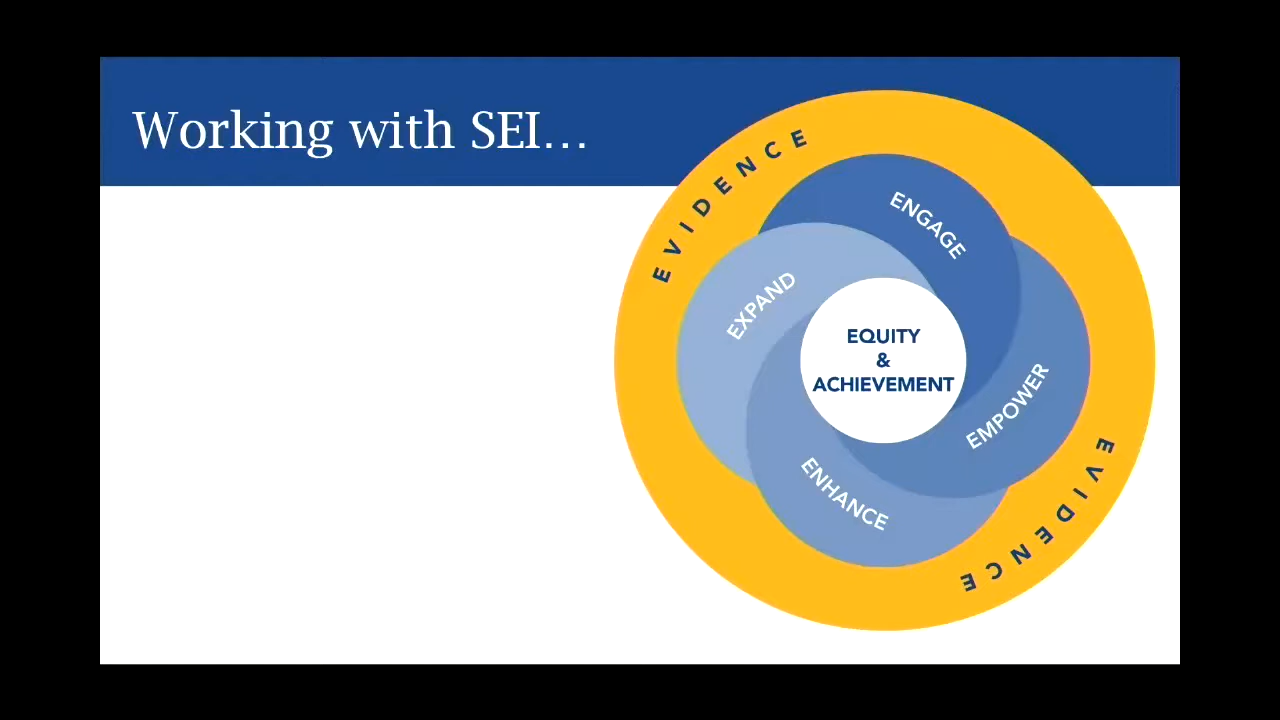 Working with SEI...
EVIDENCE
ENGAGE
EXPAND
EQUITY
&
ACHIEVEMENT
EMPOWER
ENHANCE
EVIDENCE